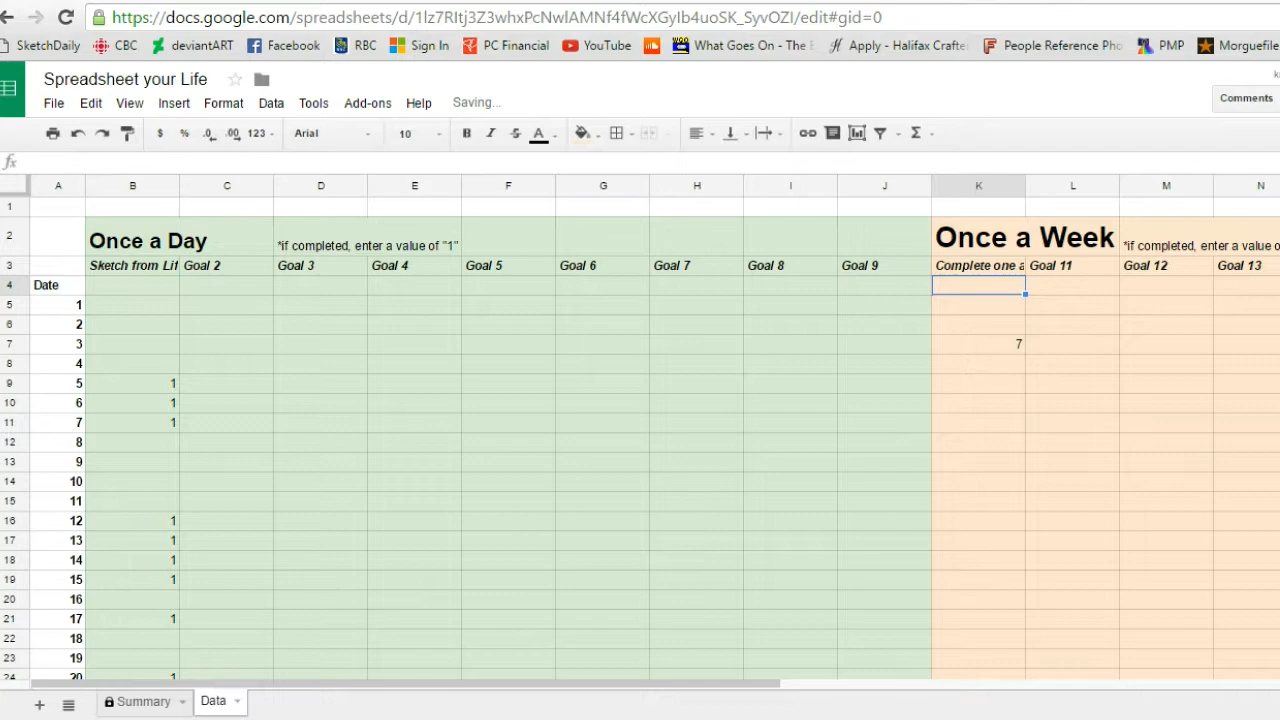 https://docs.google.com/spreadsheets/d/1lz7RItj3Z3whxPcNwlAMNf4fWcXGyIb4uoSK_SyvOZI/edit#gid=0
SketchDaily CBC deviantART Facebook RBC Sign In PC Financial YouTube What Goes On - The Apply - Halifax Crafte People Reference Pho PMP Morguefile
Spreadsheet your Life
File Edit View Insert Format Data Tools Add-ons Help Saving...
Comments
$ % .0 .00 123 Arial 10 B I S A Σ
fx
A B C D E F G H I J K L M N
1
2 Once a Day *if completed, enter a value of "1" Once a Week *if completed, enter a value o
3 Sketch from Lif Goal 2 Goal 3 Goal 4 Goal 5 Goal 6 Goal 7 Goal 8 Goal 9 Complete one a Goal 11 Goal 12 Goal 13
4 Date
5 1
6 2
7 3 7
8 4
9 5 1
10 6 1
11 7 1
12 8
13 9
14 10
15 11
16 12 1
17 13 1
18 14 1
19 15 1
20 16
21 17 1
22 18
23 19
24 20 1
+ Summary Data